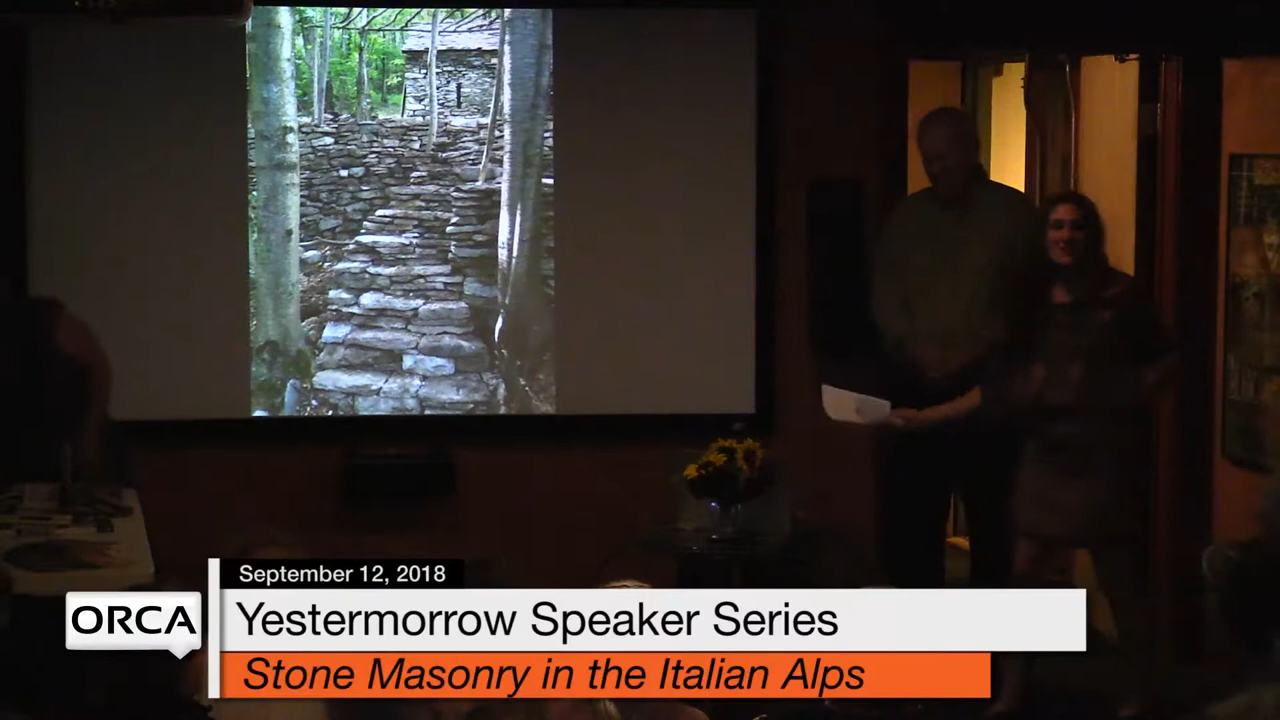 September 12, 2018
Yestermorrow Speaker Series
ORCA
Stone Masonry in the Italian Alps